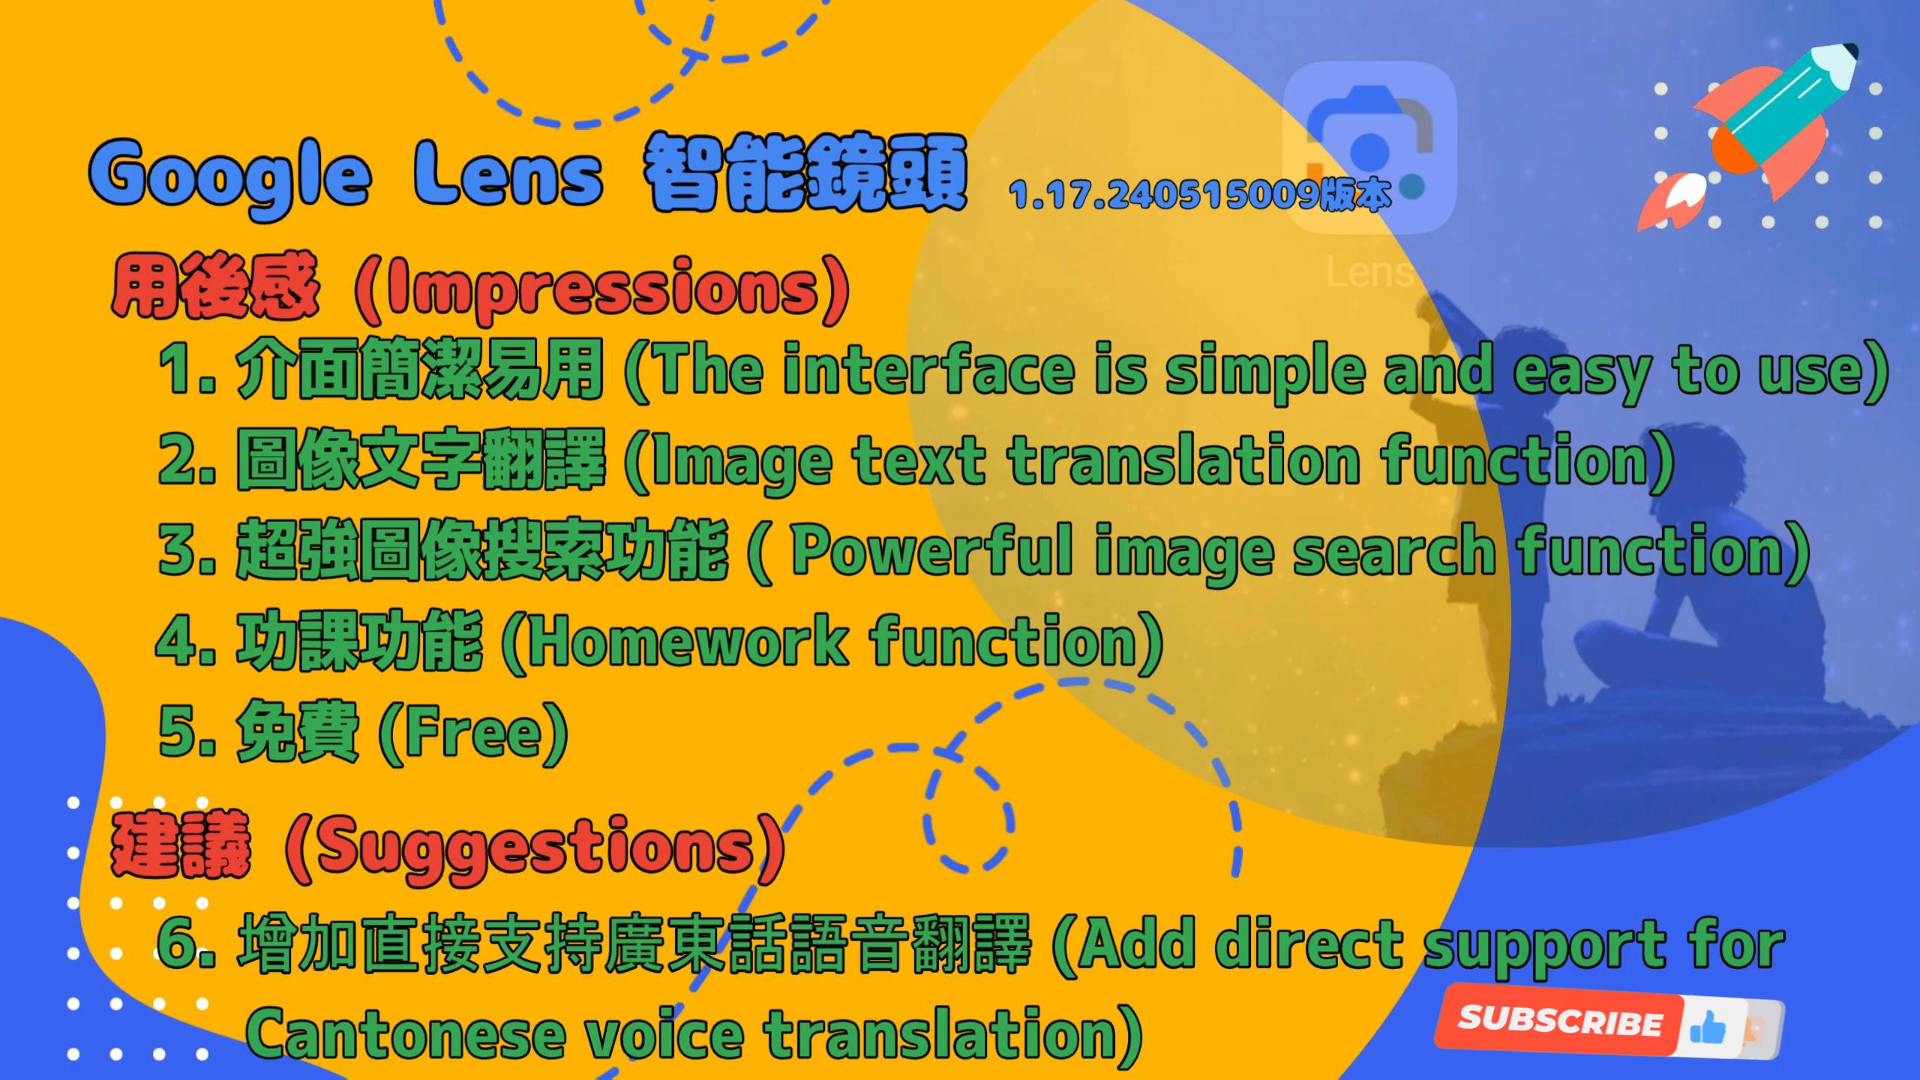 Google Lens 智能鏡頭 1.17.240515009版本
Lens
用後感 (Impressions)
1. 介面簡潔易用 (The interface is simple and easy to use)
2. 圖像文字翻譯 (Image text translation function)
3. 超強圖像搜索功能 ( Powerful image search function)
4. 功課功能 (Homework function)
5. 免費 (Free)
建議 (Suggestions)
6. 增加直接支持廣東話語音翻譯 (Add direct support for
Cantonese voice translation)
SUBSCRIBE